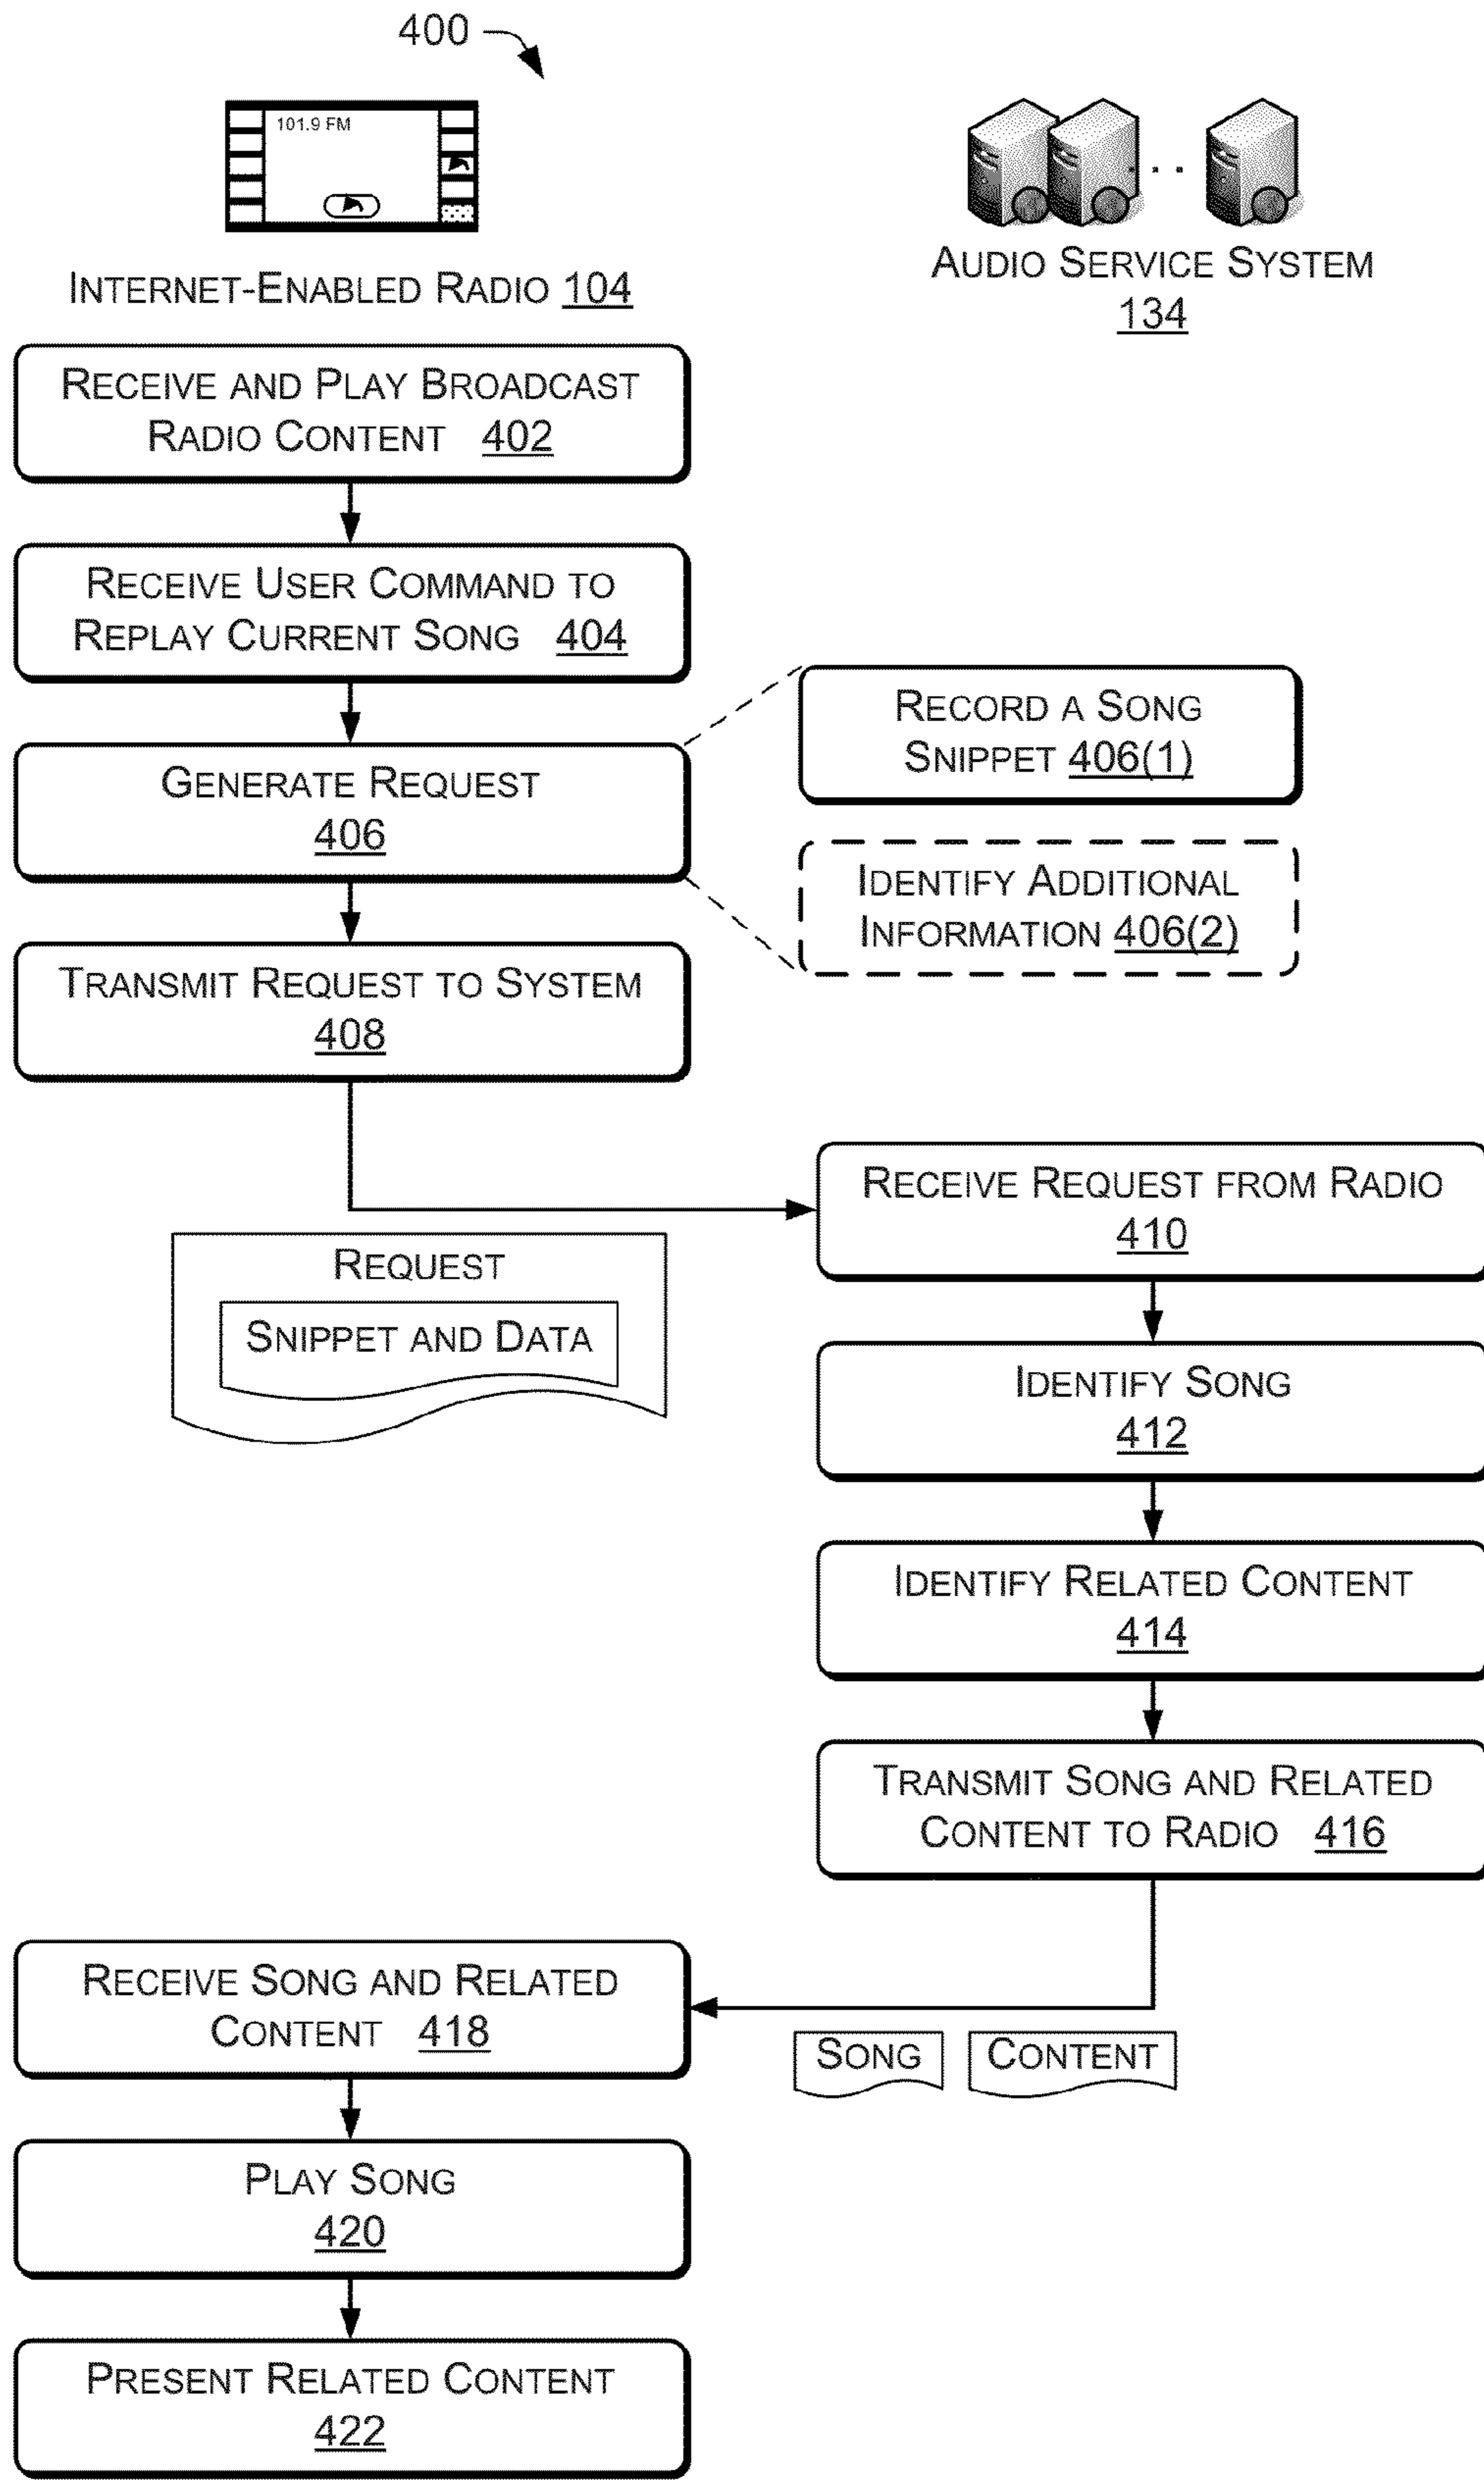 400
101.9 FM
INTERNET-ENABLED RADIO 104
AUDIO SERVICE SYSTEM
134
RECEIVE AND PLAY BROADCAST
RADIO CONTENT 402
RECEIVE USER COMMAND TO
REPLAY CURRENT SONG 404
GENERATE REQUEST
406
RECORD A SONG
SNIPPET 406(1)
IDENTIFY ADDITIONAL
INFORMATION 406(2)
TRANSMIT REQUEST TO SYSTEM
408
REQUEST
SNIPPET AND DATA
RECEIVE REQUEST FROM RADIO
410
IDENTIFY SONG
412
IDENTIFY RELATED CONTENT
414
TRANSMIT SONG AND RELATED
CONTENT TO RADIO 416
SONG
CONTENT
RECEIVE SONG AND RELATED
CONTENT 418
PLAY SONG
420
PRESENT RELATED CONTENT
422